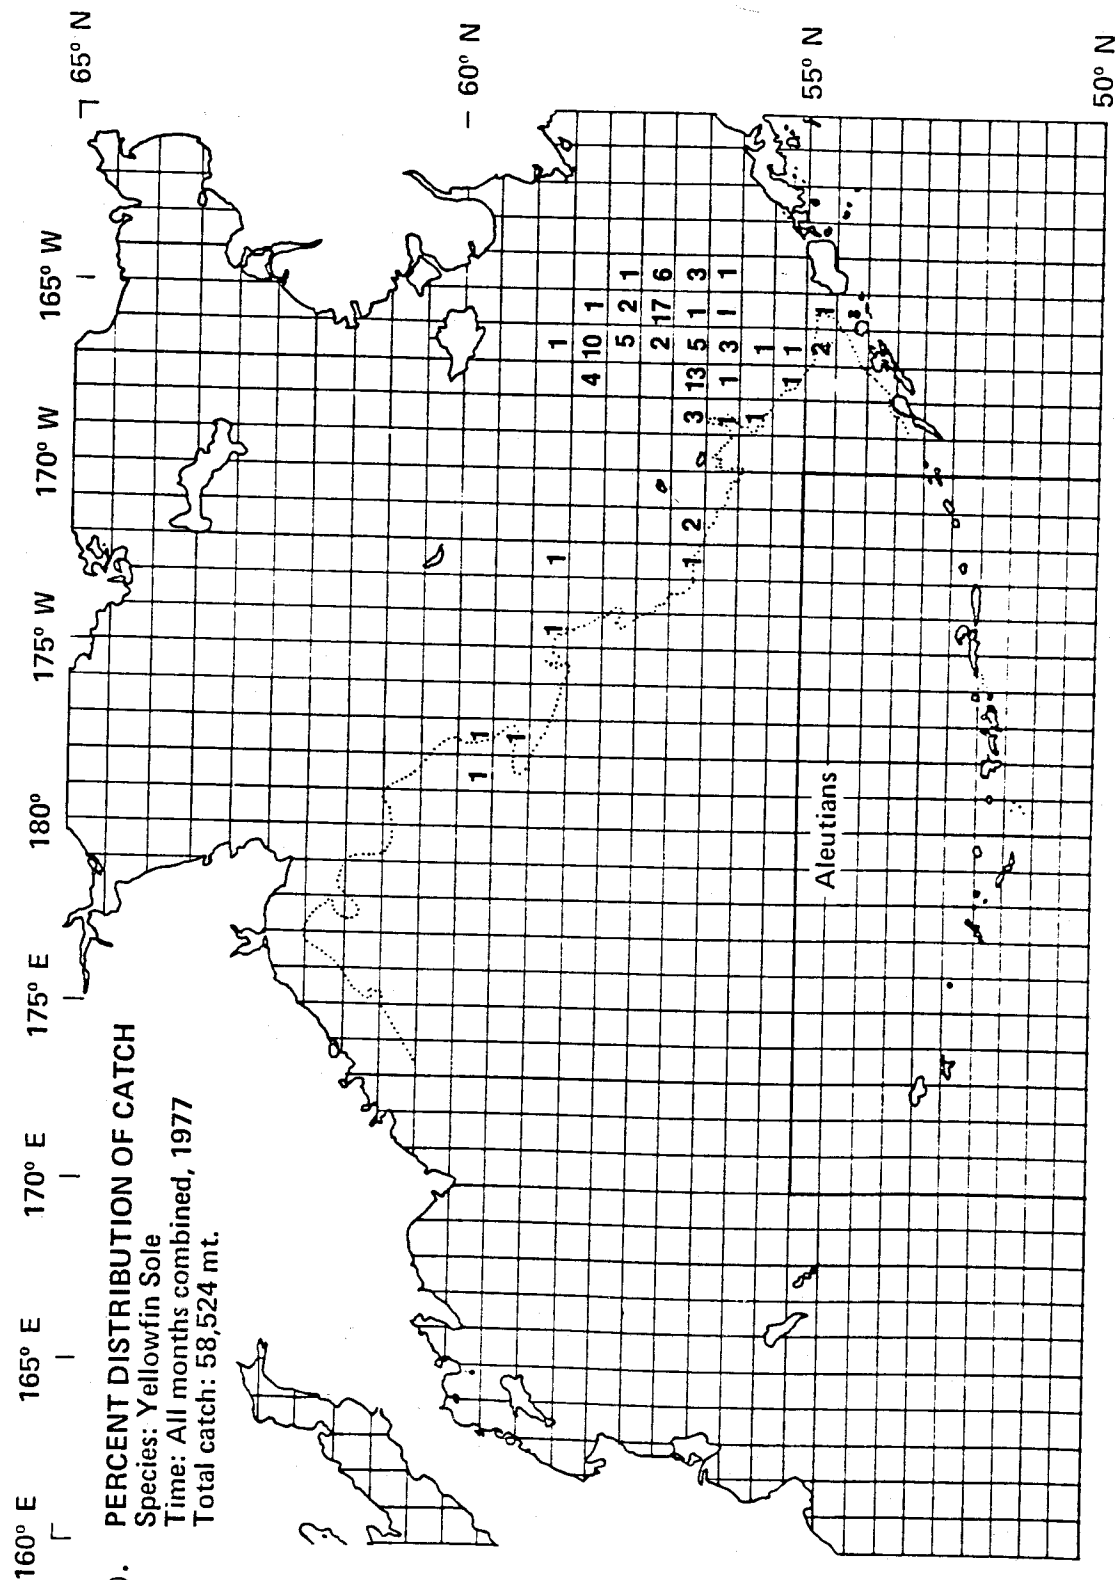 160° E 165° E 170° E 175° E 180° 175° W 170° W 165° W
65° N
). PERCENT DISTRIBUTION OF CATCH
Species: Yellowfin Sole
Time: All months combined, 1977
Total catch: 58,524 mt.
60° N
1 1
1
1 1 1
4 10 1
5 2 1
2 17 6
1 2 3 13 5 1 3
1 1 3 1 1
1 1
1 1
55° N
Aleutians 2 1
50° N